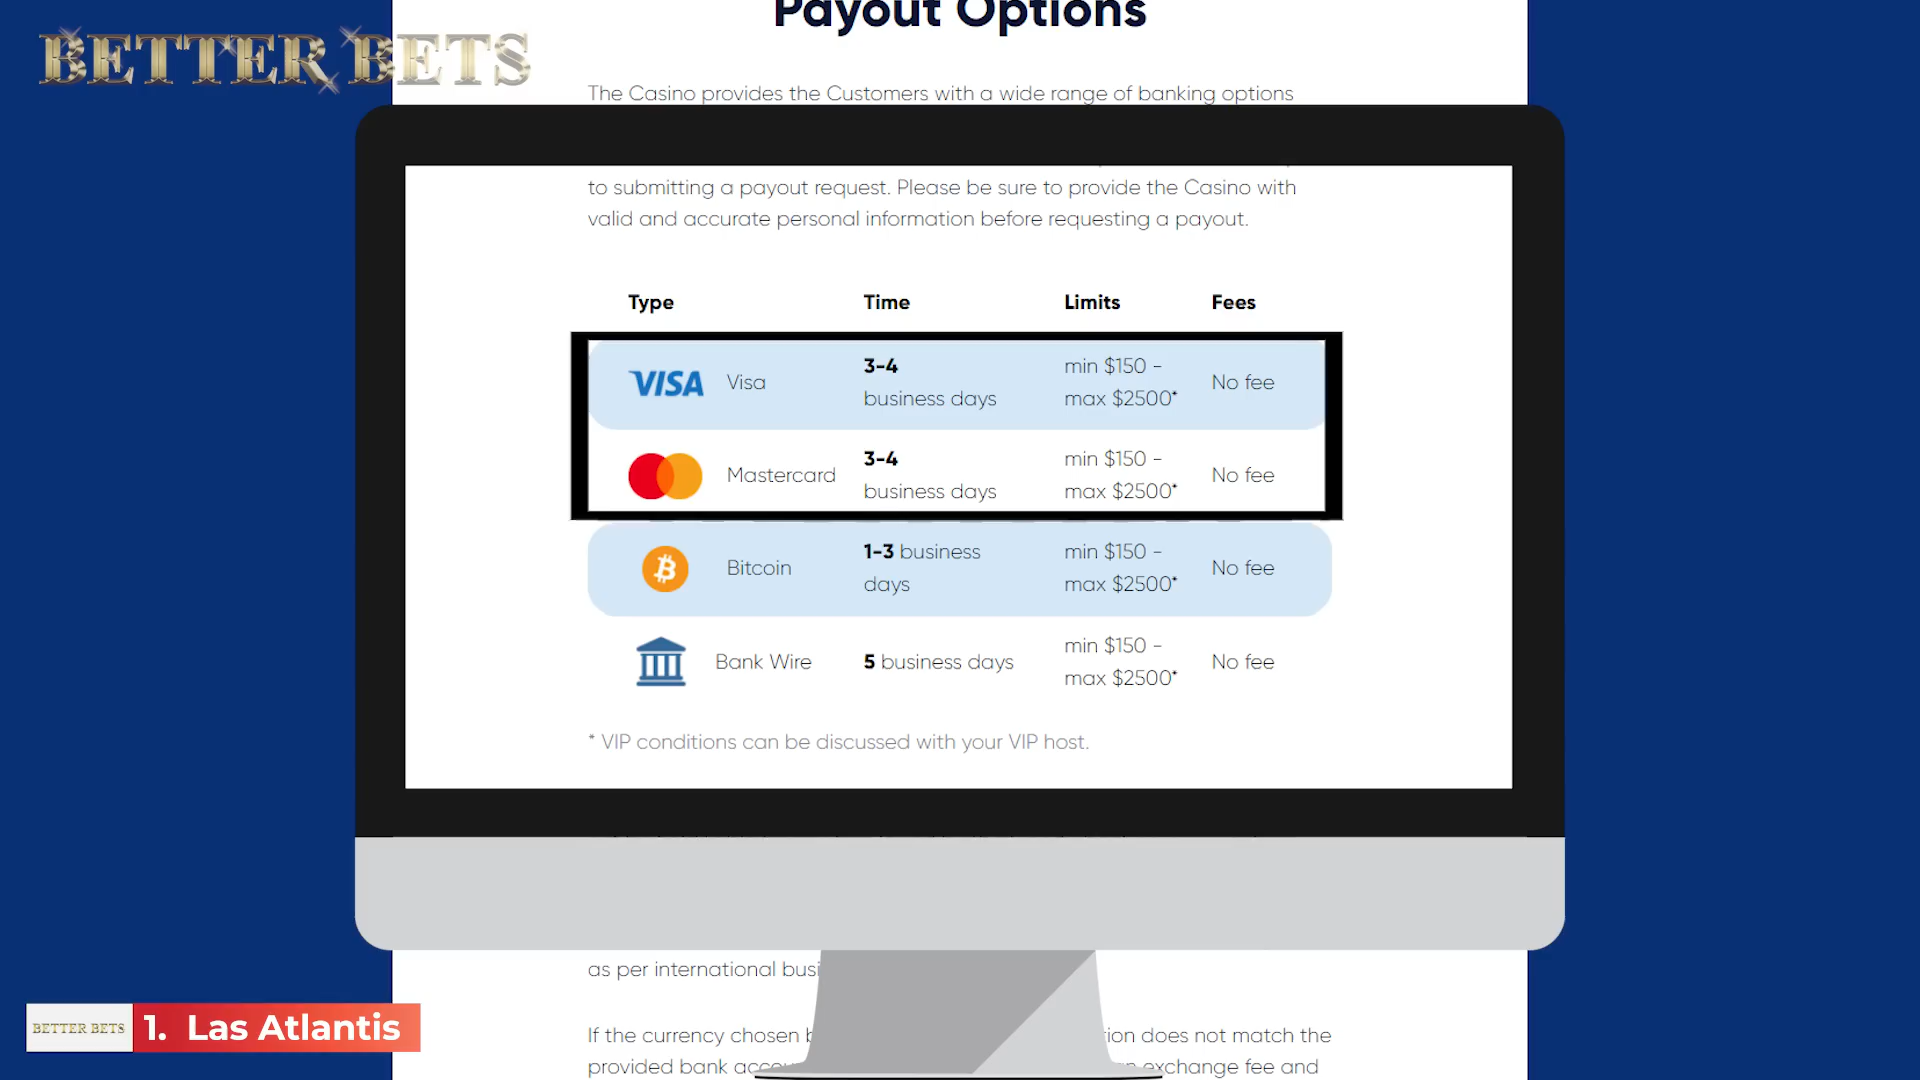 Payout Options
BETTER BETS
The Casino provides the Customers with a wide range of banking options
to submitting a payout request. Please be sure to provide the Casino with
valid and accurate personal information before requesting a payout.
Type Time Limits Fees
VISA Visa 3-4 business days min $150 - max $2500* No fee
Mastercard 3-4 business days min $150 - max $2500* No fee
Bitcoin 1-3 business days min $150 - max $2500* No fee
Bank Wire 5 business days min $150 - max $2500* No fee
* VIP conditions can be discussed with your VIP host.
as per international
If the currency chosen does not match the
provided bank exchange fee and
BETTER BETS 1. Las Atlantis